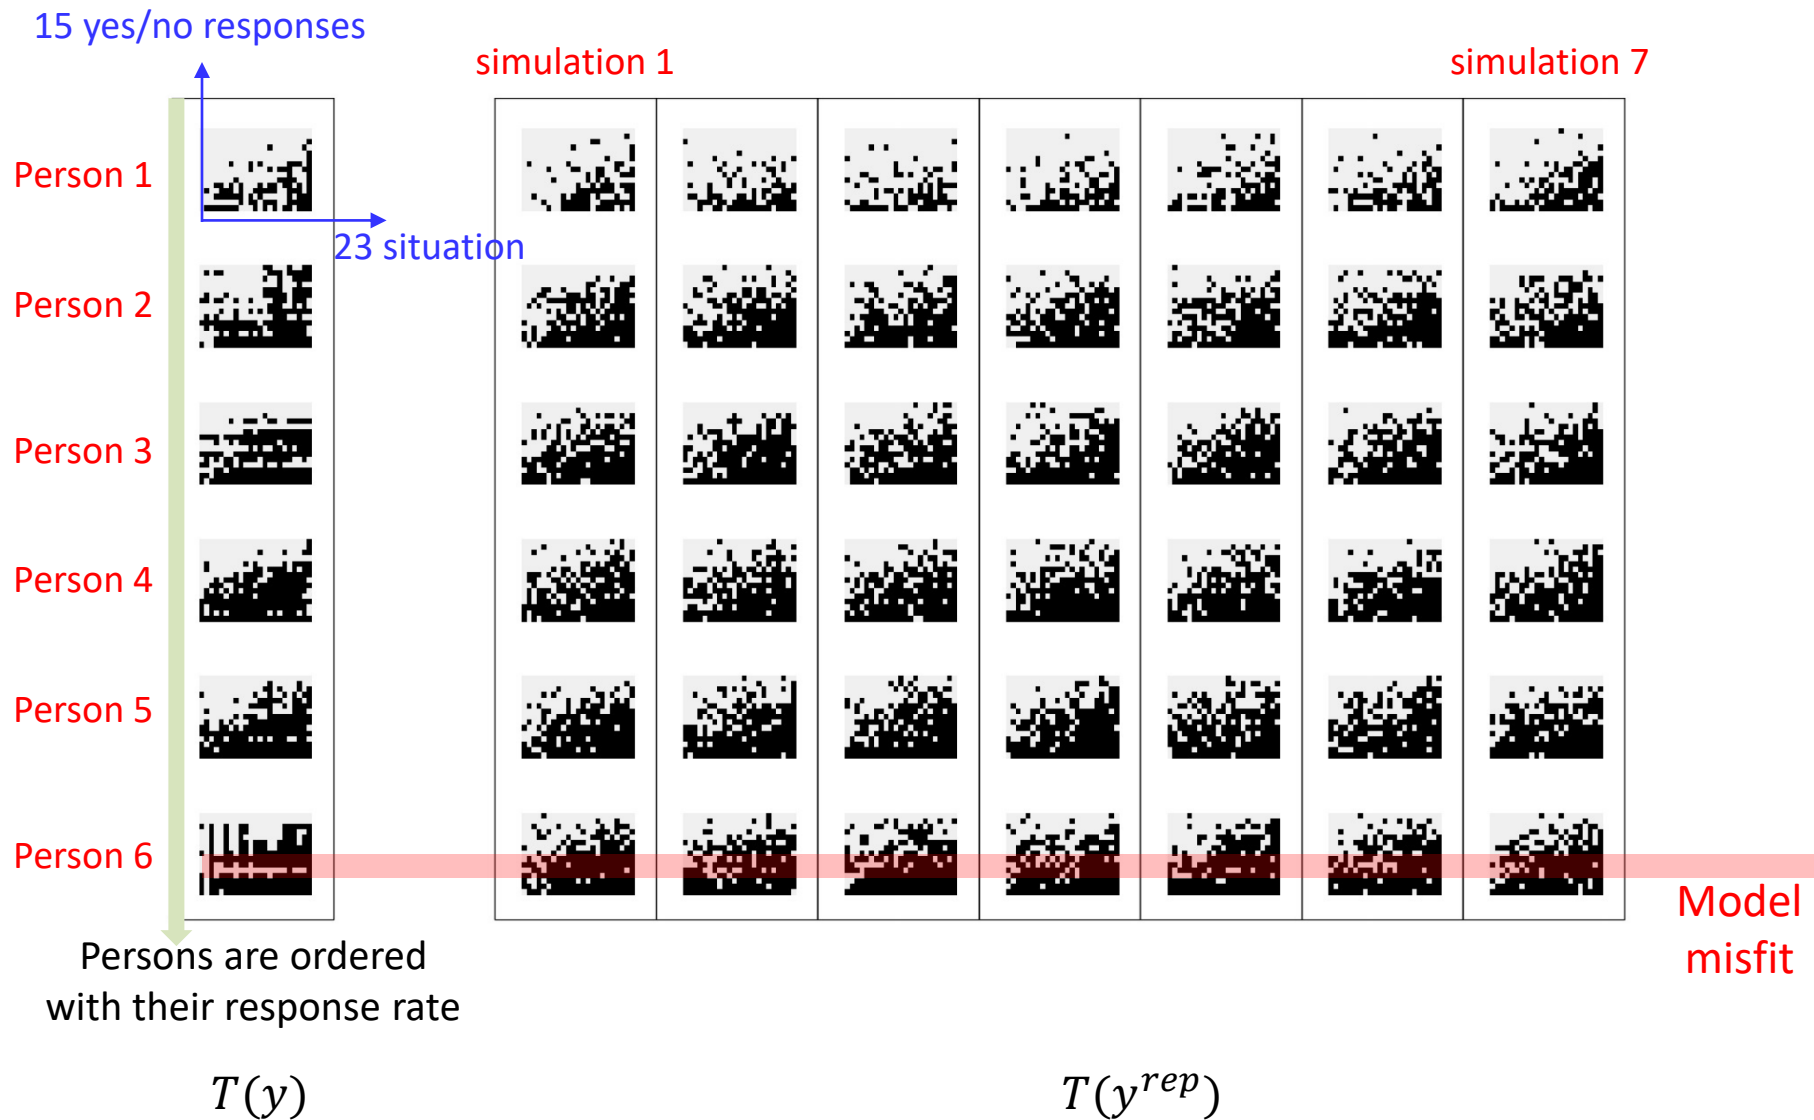 15 yes/no responses
simulation 1
simulation 7
Person 1
23 situation
Person 2
Person 3
Person 4
Person 5
Person 6
Model
misfit
Persons are ordered
with their response rate
T(y)
T(y^{rep})